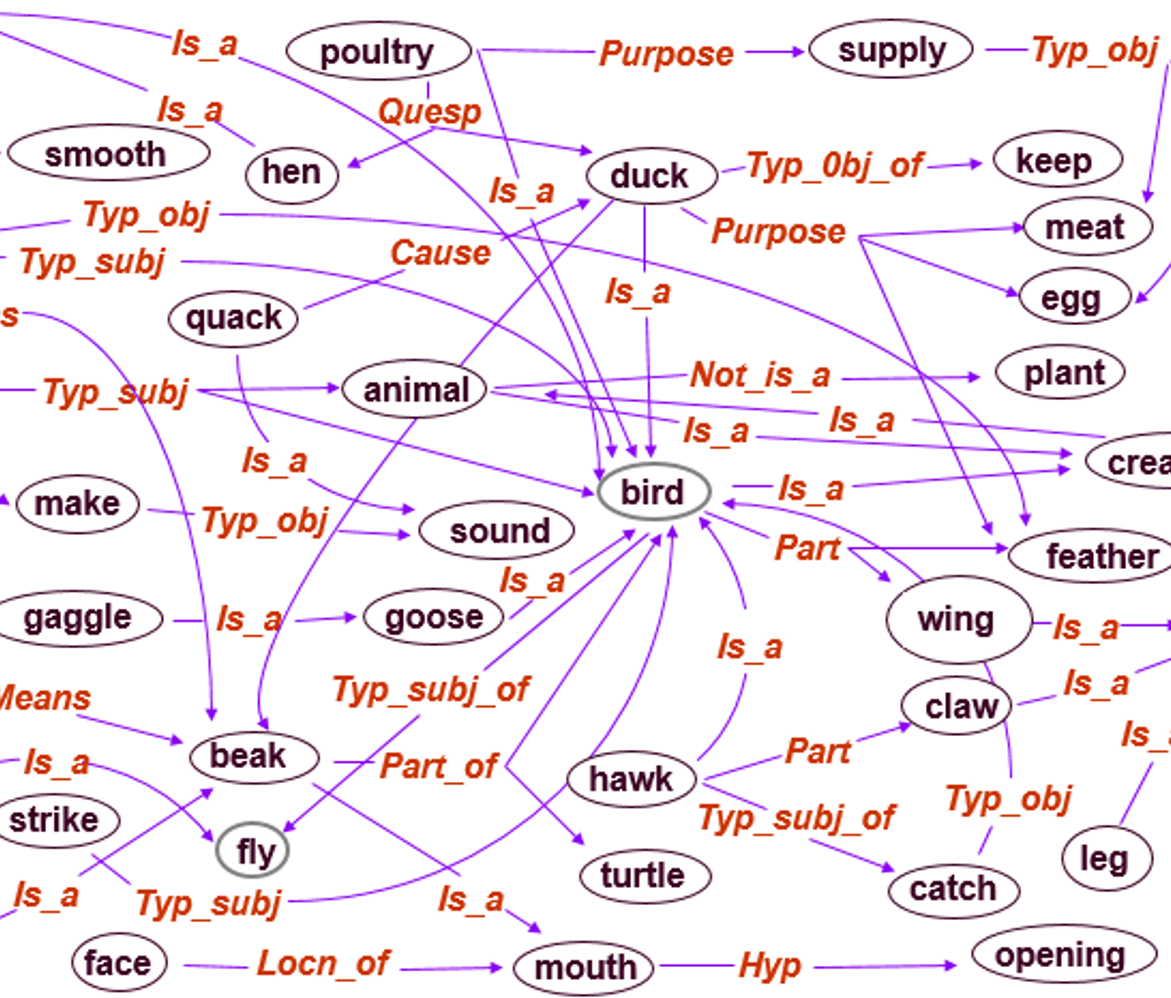 Is_a
poultry
Purpose
supply
Typ_obj
Is_a
Quesp
smooth
hen
Is_a
duck
Typ_0bj_of
keep
Typ_obj
Purpose
meat
Typ_subj
Cause
Is_a
egg
s
quack
Typ_subj
animal
Not_is_a
plant
Is_a
Is_a
Is_a
crea
make
Typ_obj
sound
bird
Is_a
Part
feather
gaggle
Is_a
goose
Is_a
wing
Is_a
Means
Typ_subj_of
Is_a
claw
Is_a
Is_a
beak
Part_of
hawk
Part
Is_a
strike
fly
Typ_subj_of
Typ_obj
leg
Is_a
Typ_subj
Is_a
turtle
catch
face
Locn_of
mouth
Hyp
opening